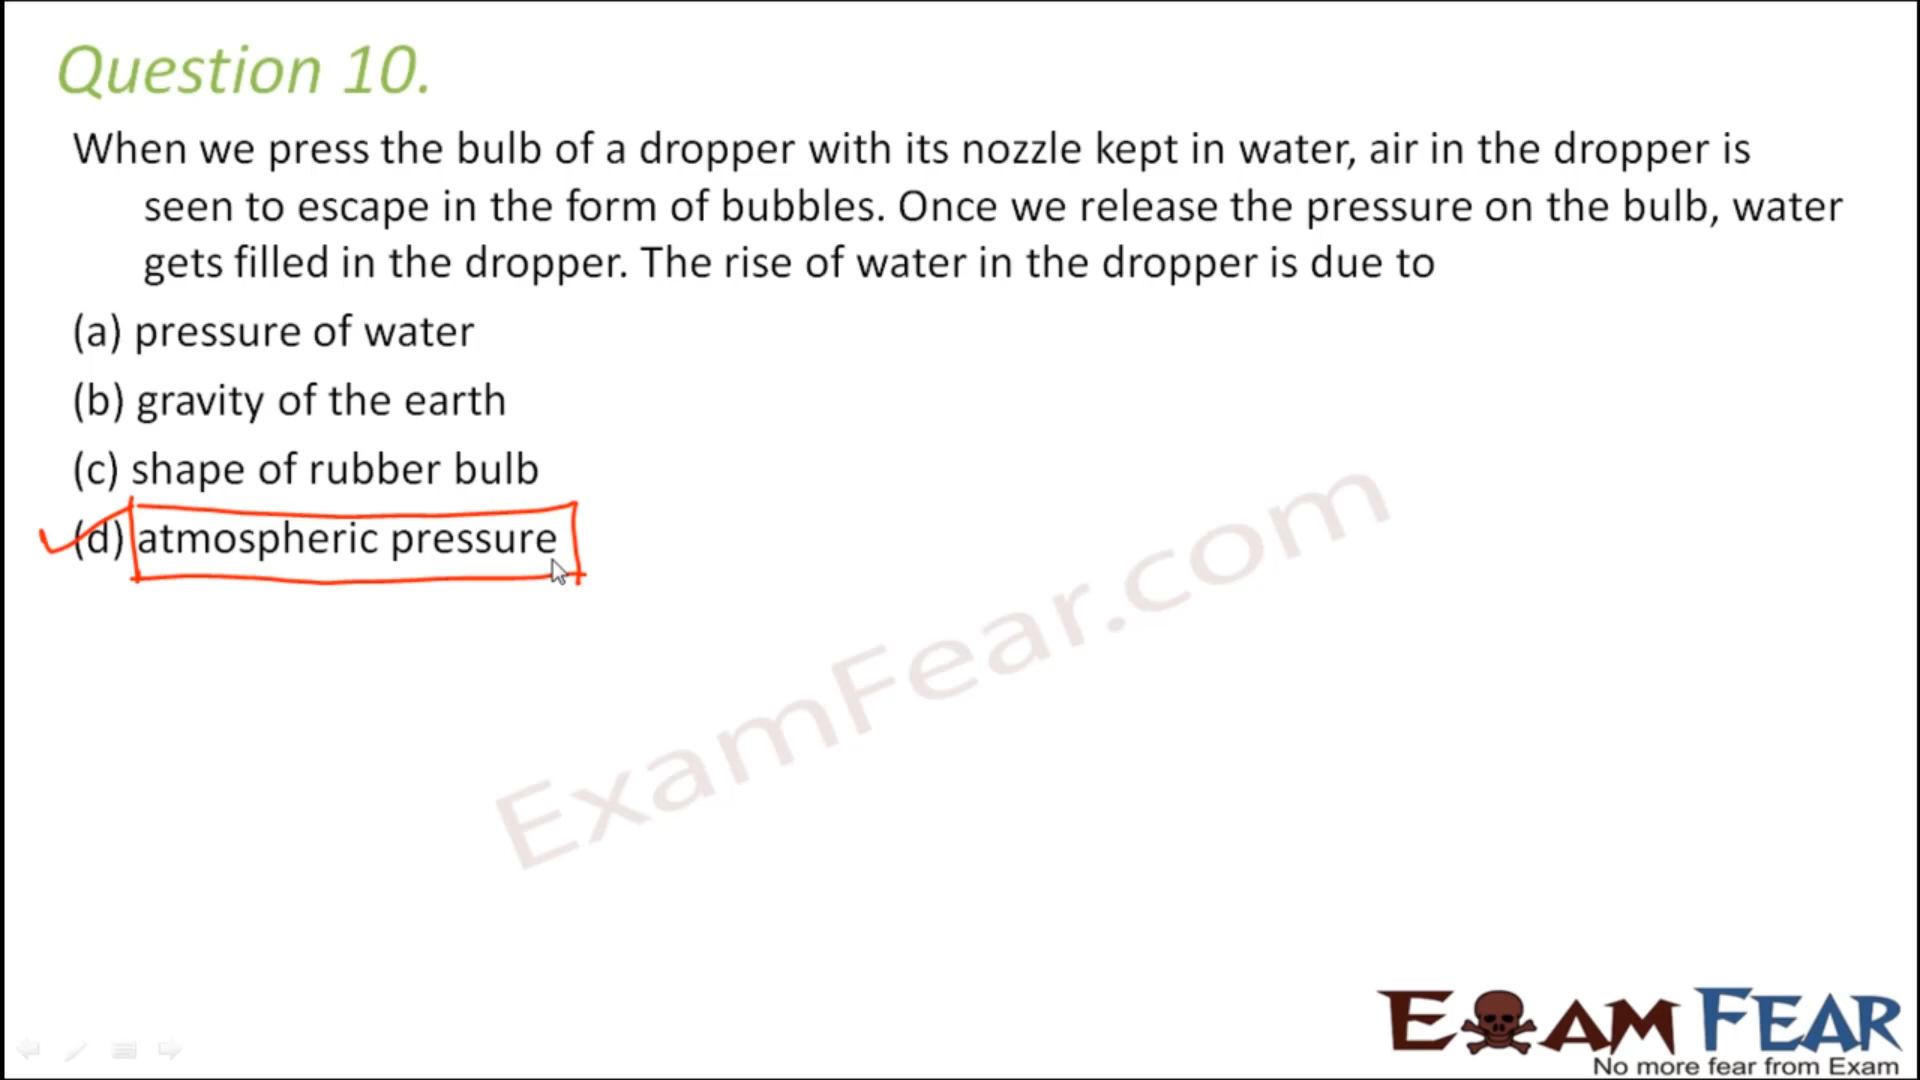 Question 10.
When we press the bulb of a dropper with its nozzle kept in water, air in the dropper is
seen to escape in the form of bubbles. Once we release the pressure on the bulb, water
gets filled in the dropper. The rise of water in the dropper is due to
(a) pressure of water
(b) gravity of the earth
(c) shape of rubber bulb
(d) atmospheric pressure
ExamFear.com
EXAM FEAR
No more fear from Exam